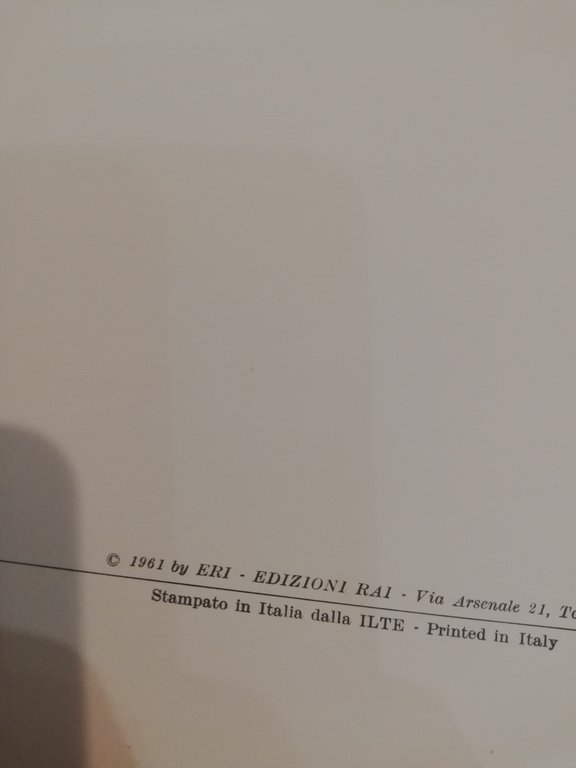 © 1961 by ERI - EDIZIONI RAI - Via Arsenale 21,
Stampato in Italia dalla ILTE - Printed in Italy